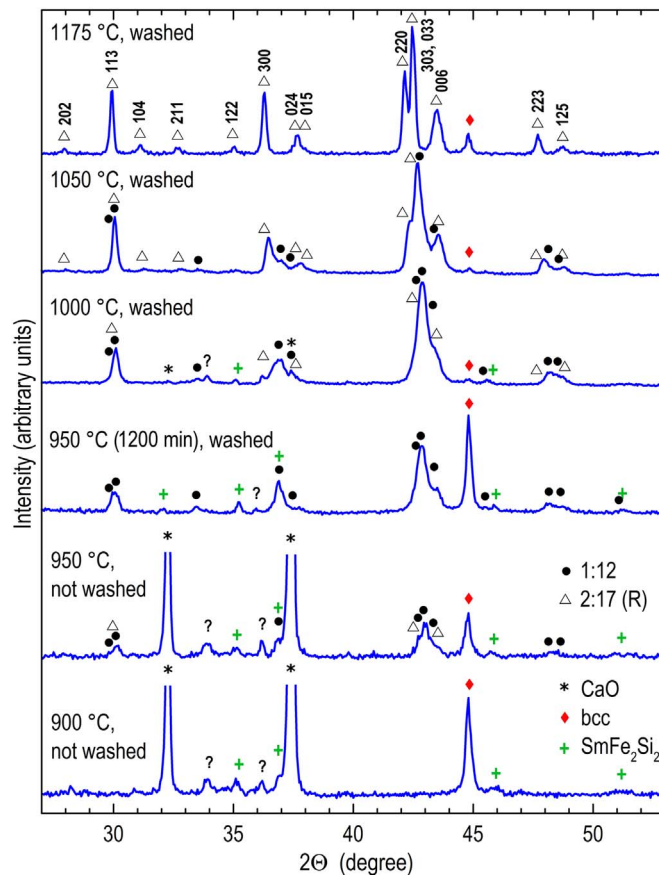 1175 °C, washed
202
113
104
211
122
300
024
015
220
303, 033
006
223
125
1050 °C, washed
1000 °C, washed
?
950 °C (1200 min), washed
?
950 °C,
not washed
?
?
1:12
2:17 (R)
900 °C,
not washed
?
?
CaO
bcc
SmFe₂Si₂
Intensity (arbitrary units)
30
35
40
45
50
2Θ (degree)